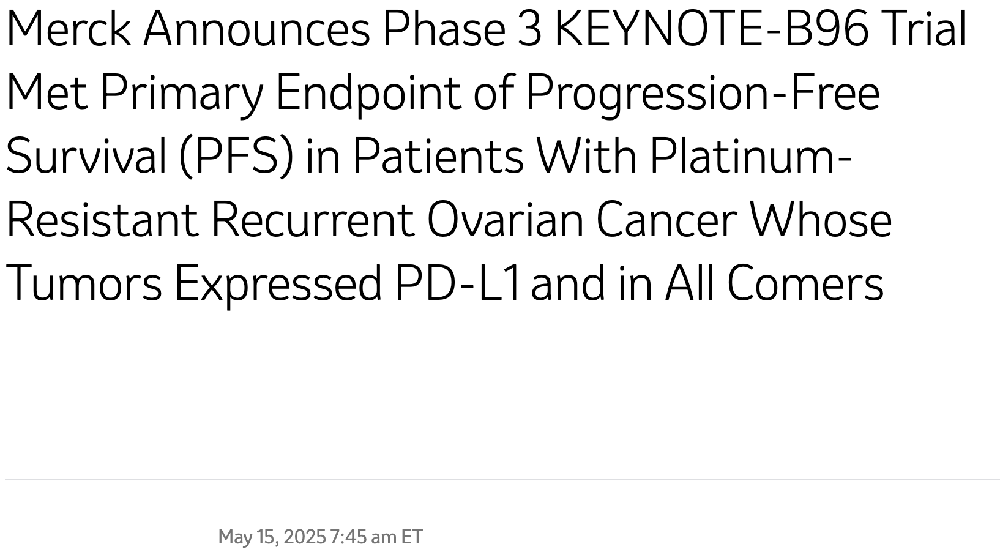 Merck Announces Phase 3 KEYNOTE-B96 Trial
Met Primary Endpoint of Progression-Free
Survival (PFS) in Patients With Platinum-
Resistant Recurrent Ovarian Cancer Whose
Tumors Expressed PD-L1 and in All Comers
May 15, 2025 7:45 am ET